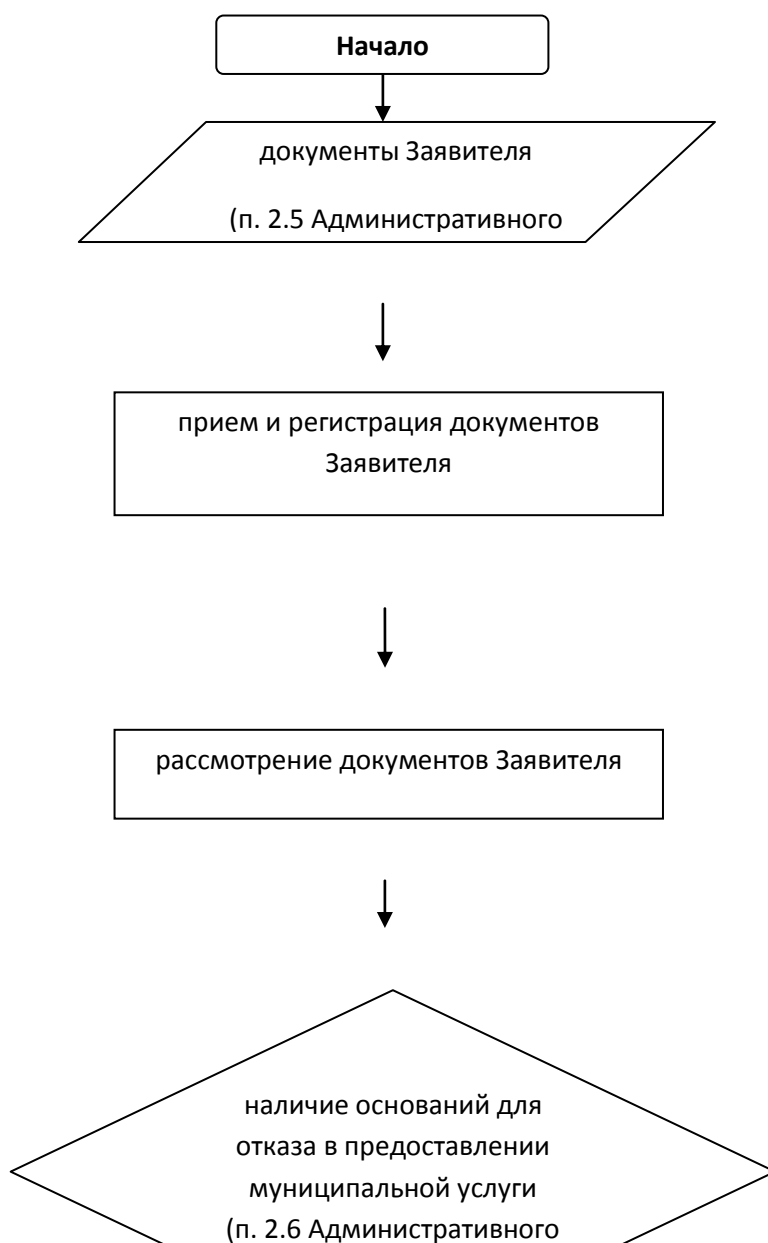 Начало
документы Заявителя
(п. 2.5 Административного
прием и регистрация документов
Заявителя
рассмотрение документов Заявителя
наличие оснований для
отказа в предоставлении
муниципальной услуги
(п. 2.6 Административного